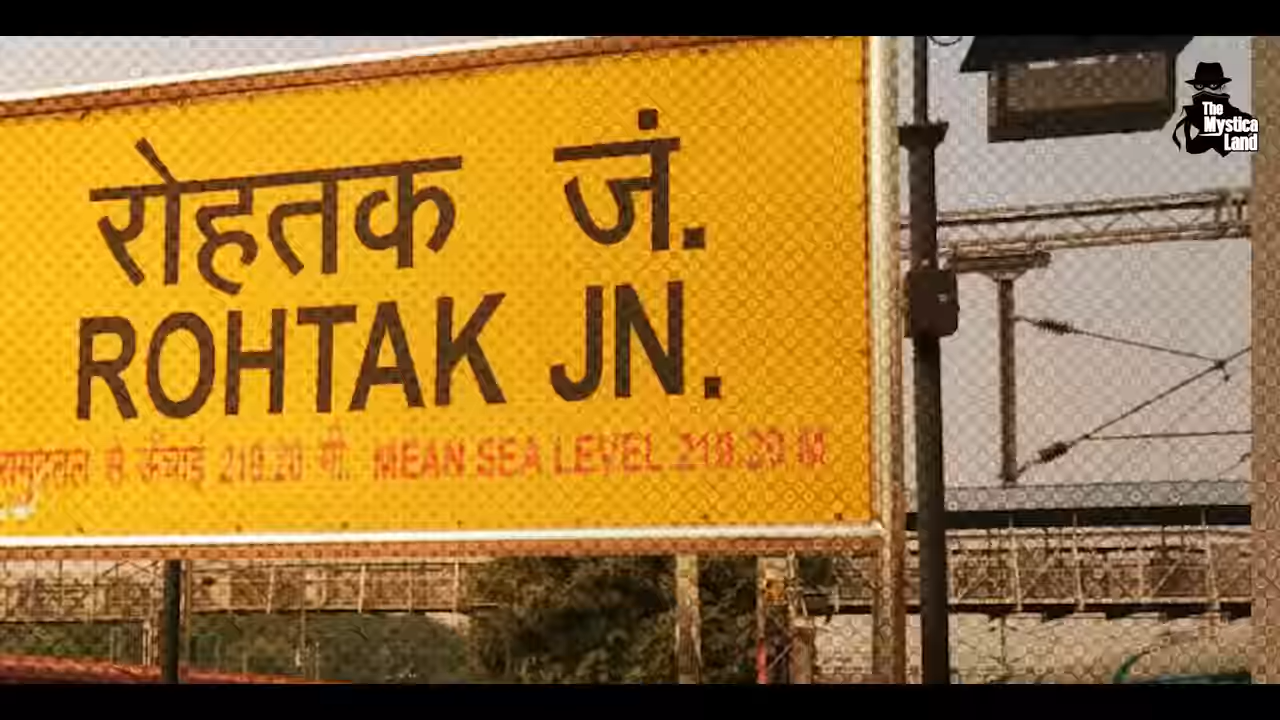 रोहतक जं.
ROHTAK JN.
समुद्रतल से ऊँचाई 219.20 मी. MEAN SEA LEVEL 219.20 M
The
Mystica
Land